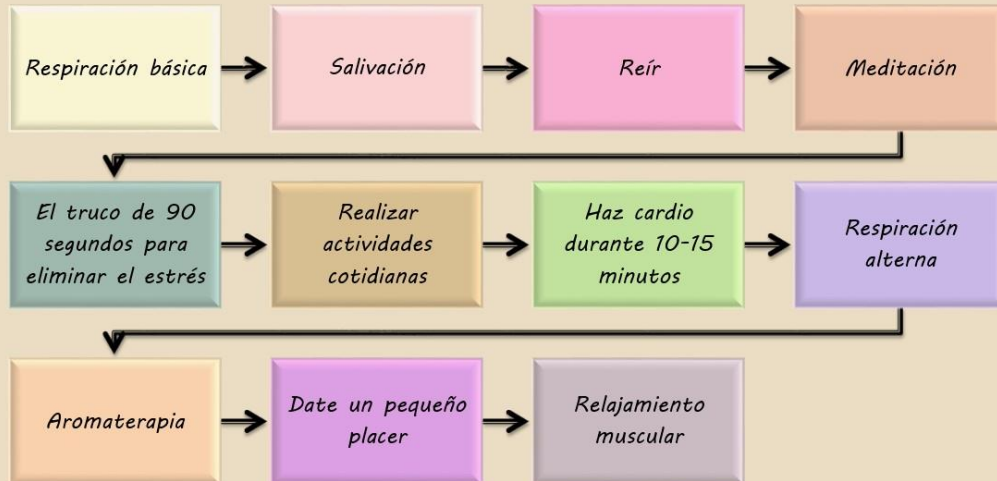 Respiración básica
Salivación
Reír
Meditación
El truco de 90
segundos para
eliminar el estrés
Realizar
actividades
cotidianas
Haz cardio
durante 10-15
minutos
Respiración
alterna
Aromaterapia
Date un pequeño
placer
Relajamiento
muscular